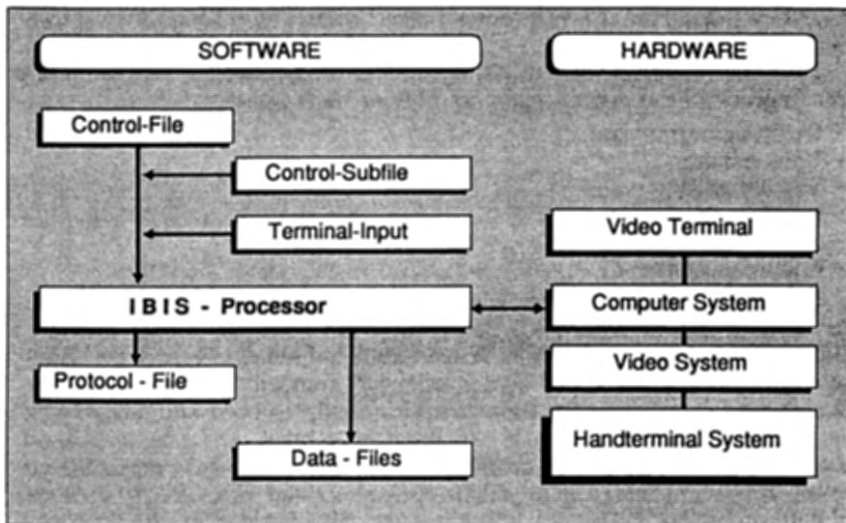 SOFTWARE
HARDWARE
Control-File
Control-Subfile
Terminal-Input
Video Terminal
I B I S - Processor
Computer System
Protocol - File
Video System
Data - Files
Handterminal System